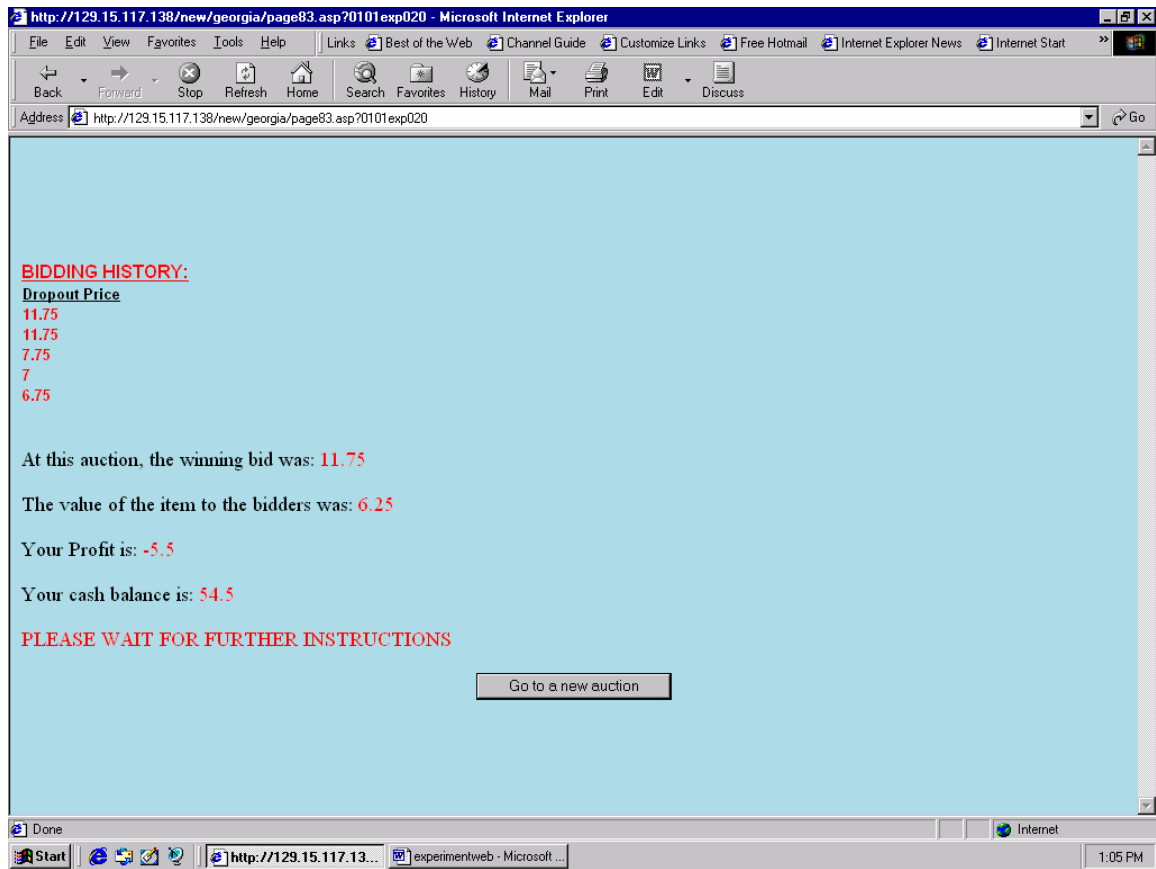 http://129.15.117.138/new/georgia/page83.asp?0101exp020 - Microsoft Internet Explorer
File Edit View Favorites Tools Help Links Best of the Web Channel Guide Customize Links Free Hotmail Internet Explorer News Internet Start »
Back Forward Stop Refresh Home Search Favorites History Mail Print Edit Discuss
Address http://129.15.117.138/new/georgia/page83.asp?0101exp020 Go
BIDDING HISTORY:
Dropout Price
11.75
11.75
7.75
7
6.75
At this auction, the winning bid was: 11.75
The value of the item to the bidders was: 6.25
Your Profit is: -5.5
Your cash balance is: 54.5
PLEASE WAIT FOR FURTHER INSTRUCTIONS
Go to a new auction
Done Internet
Start http://129.15.117.13... experimentweb - Microsoft ... 1:05 PM